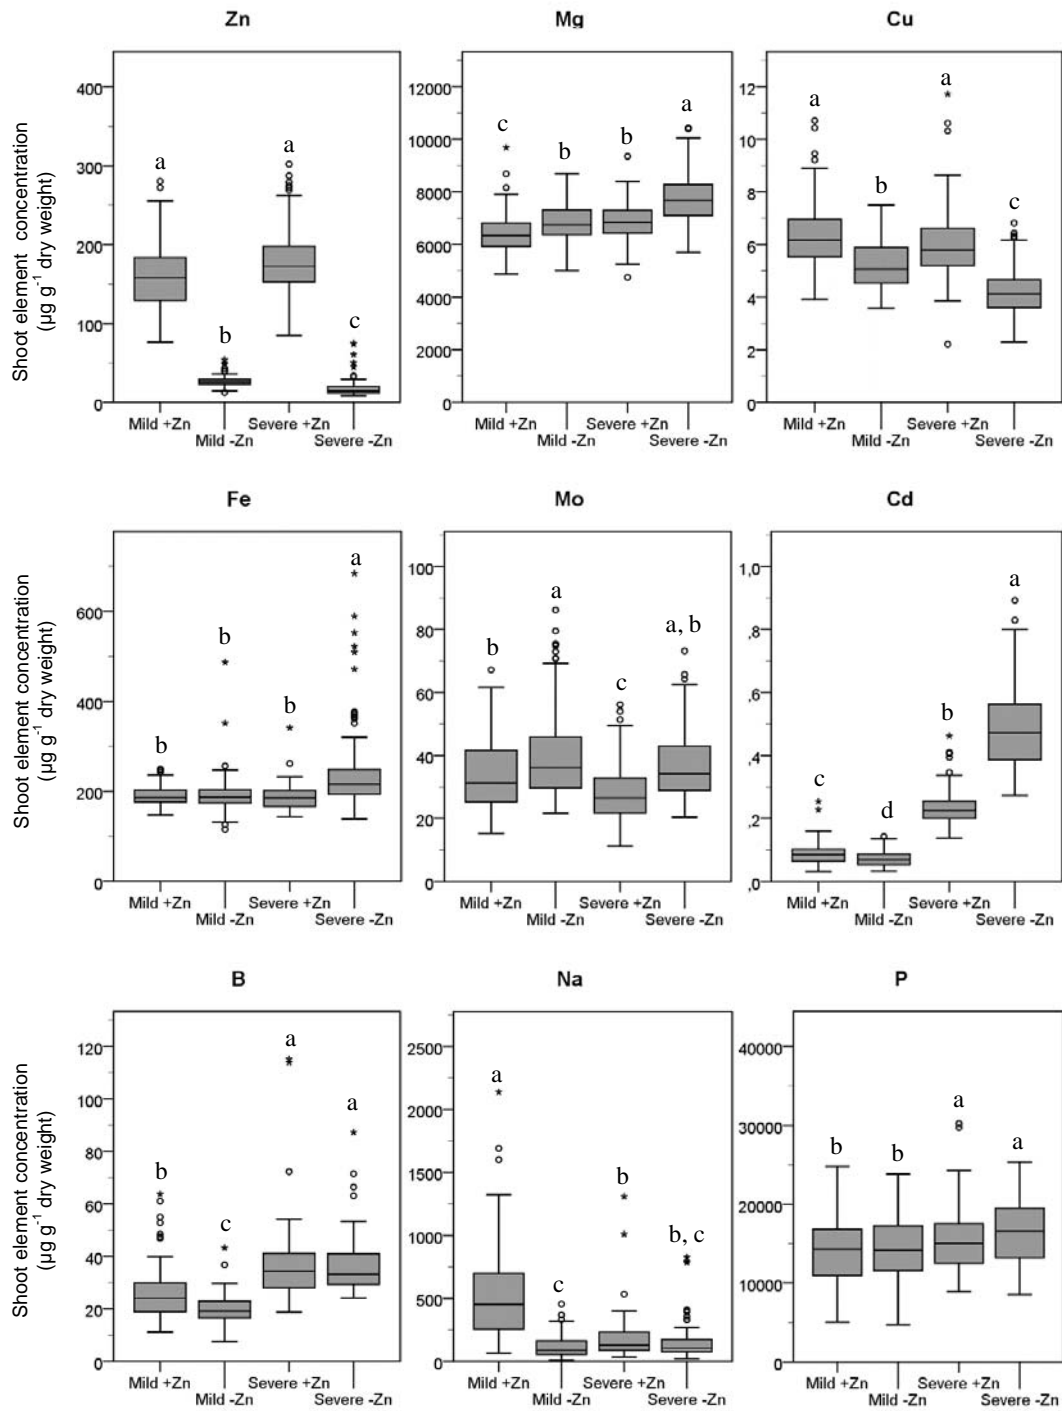 Zn
Mg
Cu
Shoot element concentration
(µg g⁻¹ dry weight)
400
300
200
100
0
a
b
a
c
Mild +Zn
Mild -Zn
Severe +Zn
Severe -Zn
12000
10000
8000
6000
4000
2000
0
c
b
b
a
Mild +Zn
Mild -Zn
Severe +Zn
Severe -Zn
12
10
8
6
4
2
0
a
b
a
c
Mild +Zn
Mild -Zn
Severe +Zn
Severe -Zn
Fe
Mo
Cd
Shoot element concentration
(µg g⁻¹ dry weight)
600
400
200
0
b
b
b
a
Mild +Zn
Mild -Zn
Severe +Zn
Severe -Zn
100
80
60
40
20
0
b
a
c
a, b
Mild +Zn
Mild -Zn
Severe +Zn
Severe -Zn
1,0
,8
,6
,4
,2
,0
c
d
b
a
Mild +Zn
Mild -Zn
Severe +Zn
Severe -Zn
B
Na
P
Shoot element concentration
(µg g⁻¹ dry weight)
120
100
80
60
40
20
0
b
c
a
a
Mild +Zn
Mild -Zn
Severe +Zn
Severe -Zn
2500
2000
1500
1000
500
0
a
c
b
b, c
Mild +Zn
Mild -Zn
Severe +Zn
Severe -Zn
40000
30000
20000
10000
0
b
b
a
a
Mild +Zn
Mild -Zn
Severe +Zn
Severe -Zn